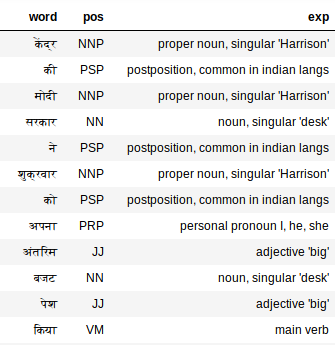 word pos exp
केंद्र NNP proper noun, singular 'Harrison'
की PSP postposition, common in indian langs
मोदी NNP proper noun, singular 'Harrison'
सरकार NN noun, singular 'desk'
ने PSP postposition, common in indian langs
शुक्रवार NNP proper noun, singular 'Harrison'
को PSP postposition, common in indian langs
अपना PRP personal pronoun I, he, she
अंतरिम JJ adjective 'big'
बजट NN noun, singular 'desk'
पेश JJ adjective 'big'
किया VM main verb